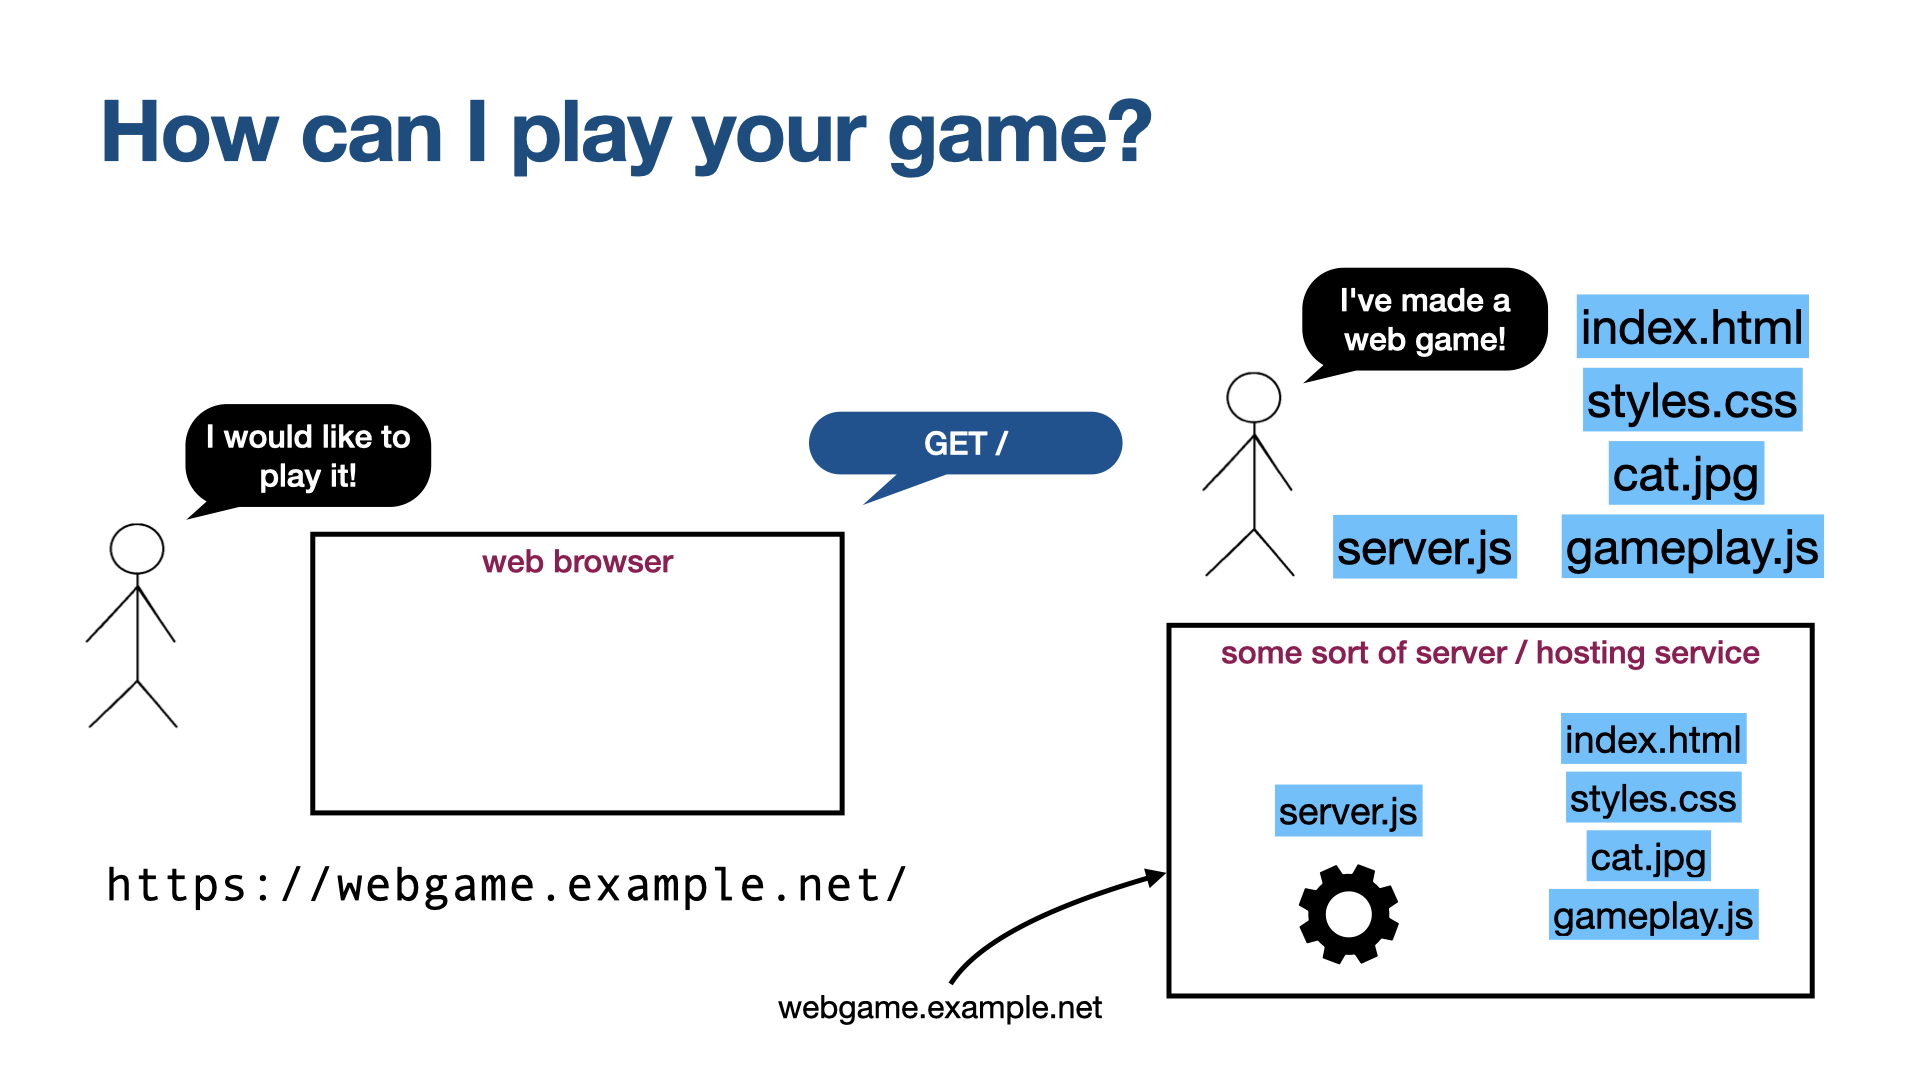 How can I play your game?
I've made a
web game!
index.html
styles.css
cat.jpg
server.js
gameplay.js
I would like to
play it!
GET /
web browser
https://webgame.example.net/
some sort of server / hosting service
index.html
styles.css
server.js
cat.jpg
gameplay.js
webgame.example.net